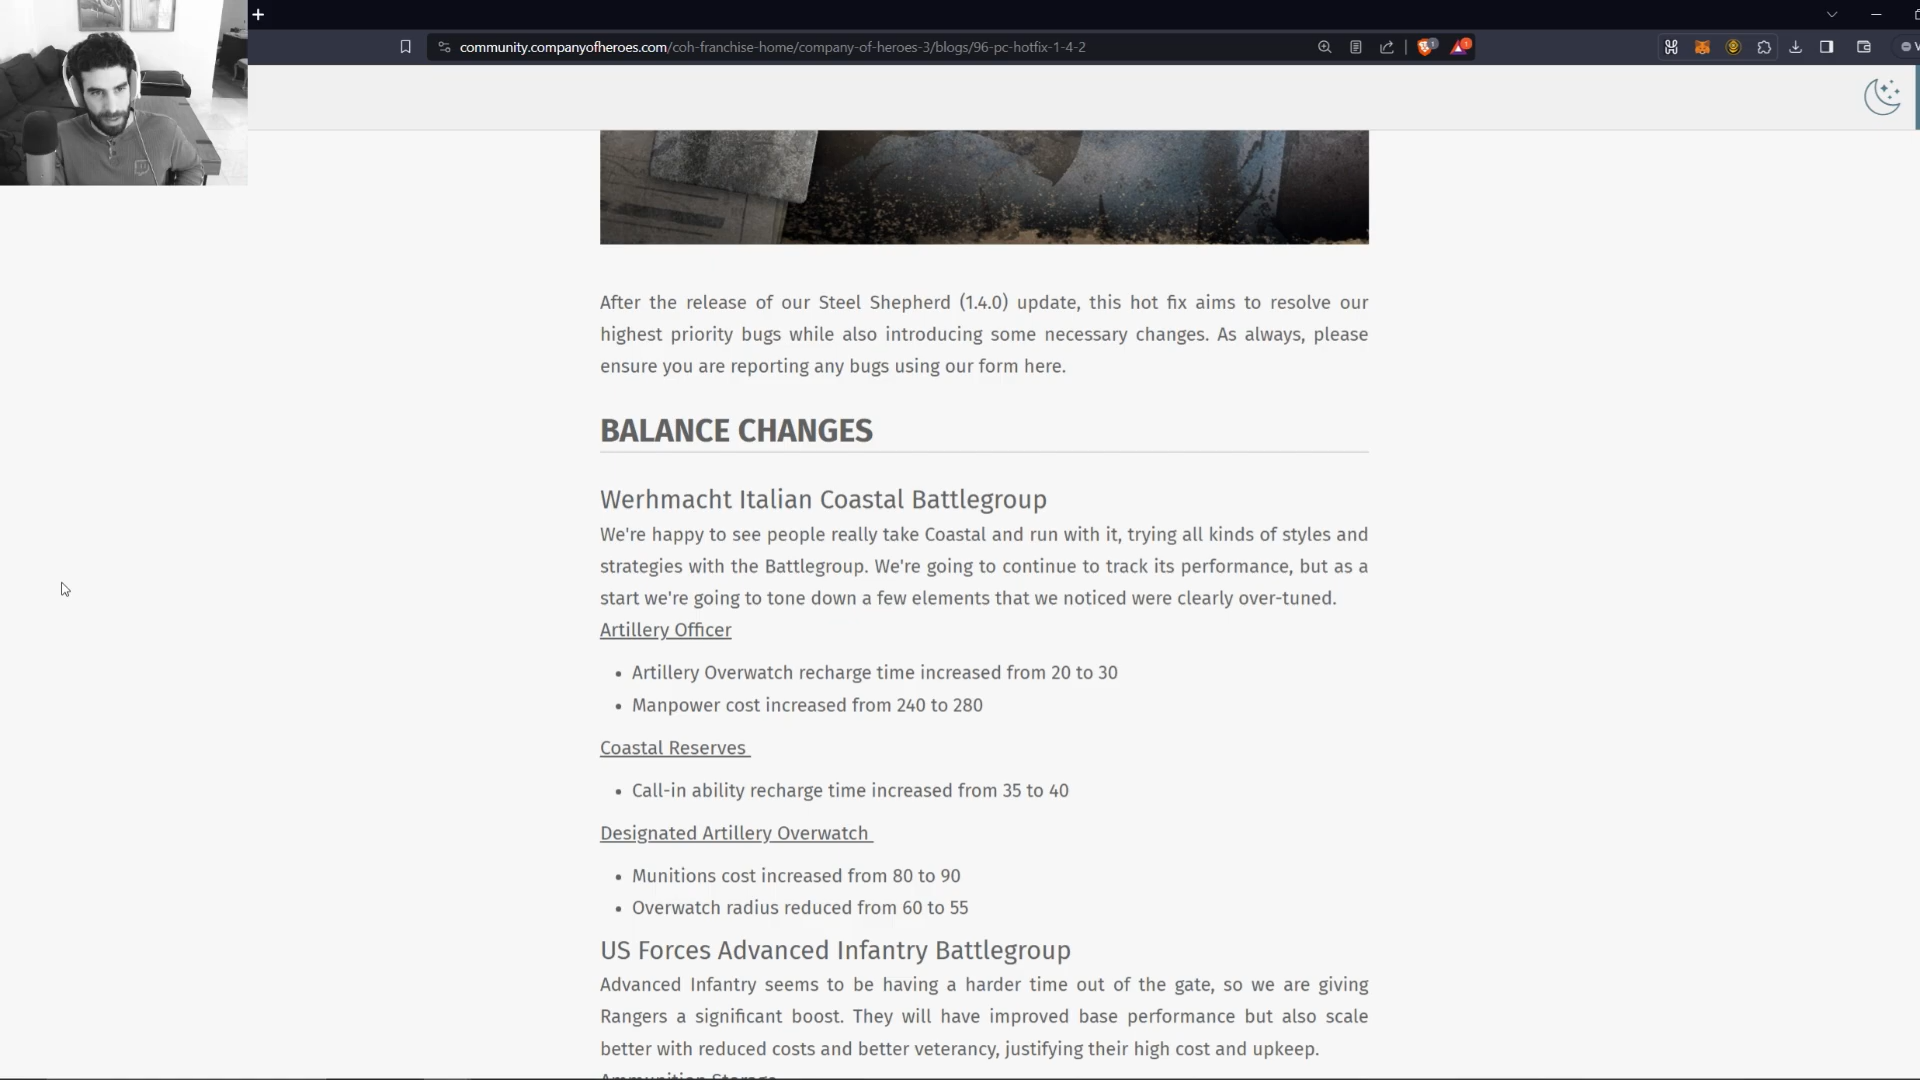 community.companyofheroes.com/coh-franchise-home/company-of-heroes-3/blogs/96-pc-hotfix-1-4-2
After the release of our Steel Shepherd (1.4.0) update, this hot fix aims to resolve our
highest priority bugs while also introducing some necessary changes. As always, please
ensure you are reporting any bugs using our form here.
BALANCE CHANGES
Werhmacht Italian Coastal Battlegroup
We're happy to see people really take Coastal and run with it, trying all kinds of styles and
strategies with the Battlegroup. We're going to continue to track its performance, but as a
start we're going to tone down a few elements that we noticed were clearly over-tuned.
Artillery Officer
• Artillery Overwatch recharge time increased from 20 to 30
• Manpower cost increased from 240 to 280
Coastal Reserves
• Call-in ability recharge time increased from 35 to 40
Designated Artillery Overwatch
• Munitions cost increased from 80 to 90
• Overwatch radius reduced from 60 to 55
US Forces Advanced Infantry Battlegroup
Advanced Infantry seems to be having a harder time out of the gate, so we are giving
Rangers a significant boost. They will have improved base performance but also scale
better with reduced costs and better veterancy, justifying their high cost and upkeep.
Ammunition Storage